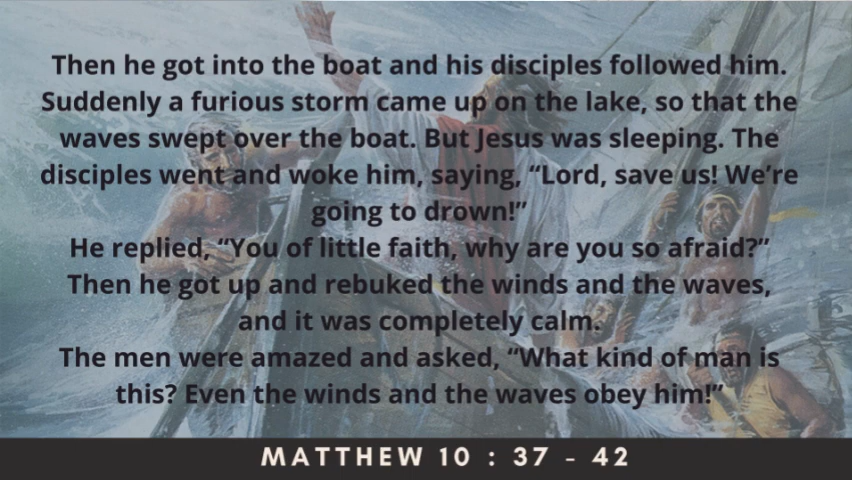 Then he got into the boat and his disciples followed him.
Suddenly a furious storm came up on the lake, so that the
waves swept over the boat. But Jesus was sleeping. The
disciples went and woke him, saying, “Lord, save us! We’re
going to drown!”
He replied, “You of little faith, why are you so afraid?”
Then he got up and rebuked the winds and the waves,
and it was completely calm.
The men were amazed and asked, “What kind of man is
this? Even the winds and the waves obey him!”
MATTHEW 10 : 37 - 42